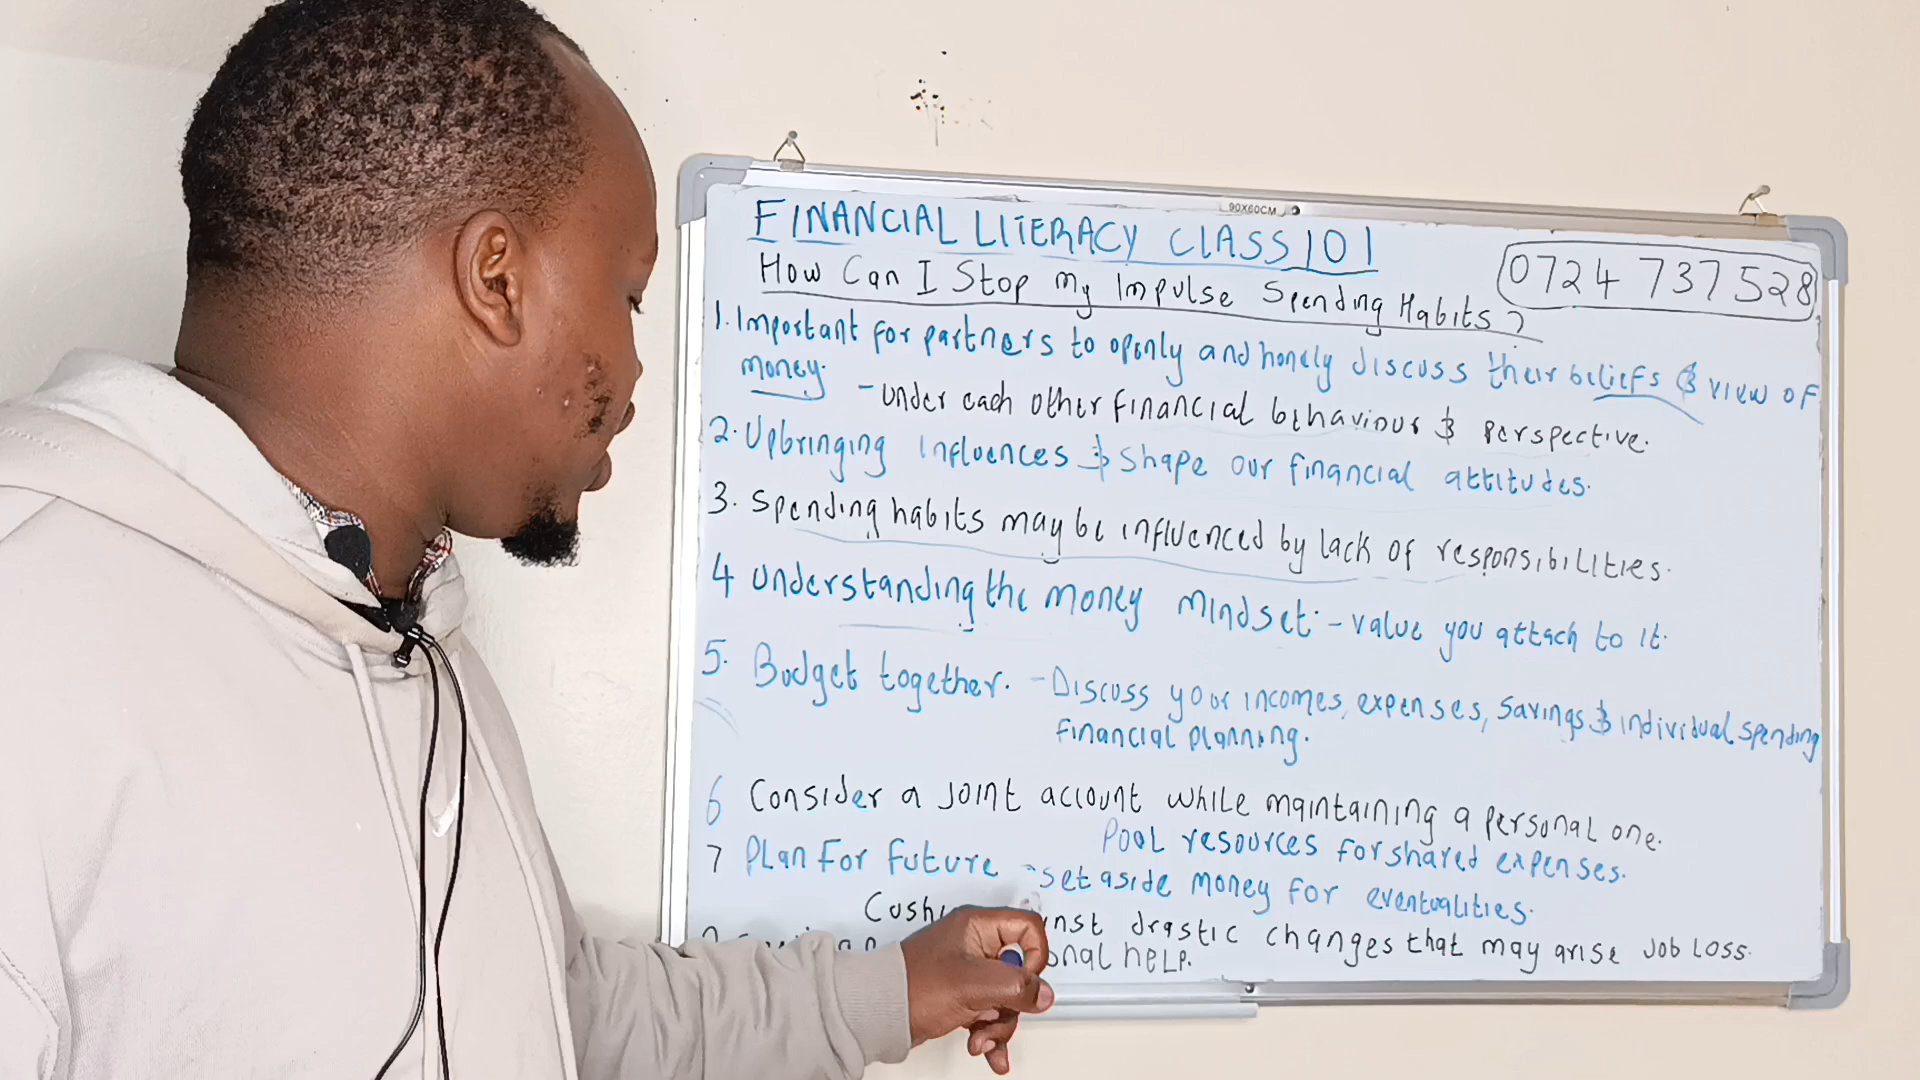 90X60CM
FINANCIAL LITERACY CLASS 101
0724 737 528
How Can I Stop my Impulse Spending Habits?
1. Important for partners to openly and honely discuss their beliefs & view of
money. - under each other financial behaviour & perspective.
2. Upbringing influences & shape our financial attitudes.
3. Spending habits may be influenced by lack of responsibilities.
4 Understanding the money mindset - value you attach to it.
5. Budget together. - Discuss your incomes, expenses, savings & individual spending
financial planning.
6 Consider a joint account while maintaining a personal one.
Pool resources for shared expenses.
7 Plan For Future - set aside money for eventualities.
drastic changes that may arise job loss.
help.